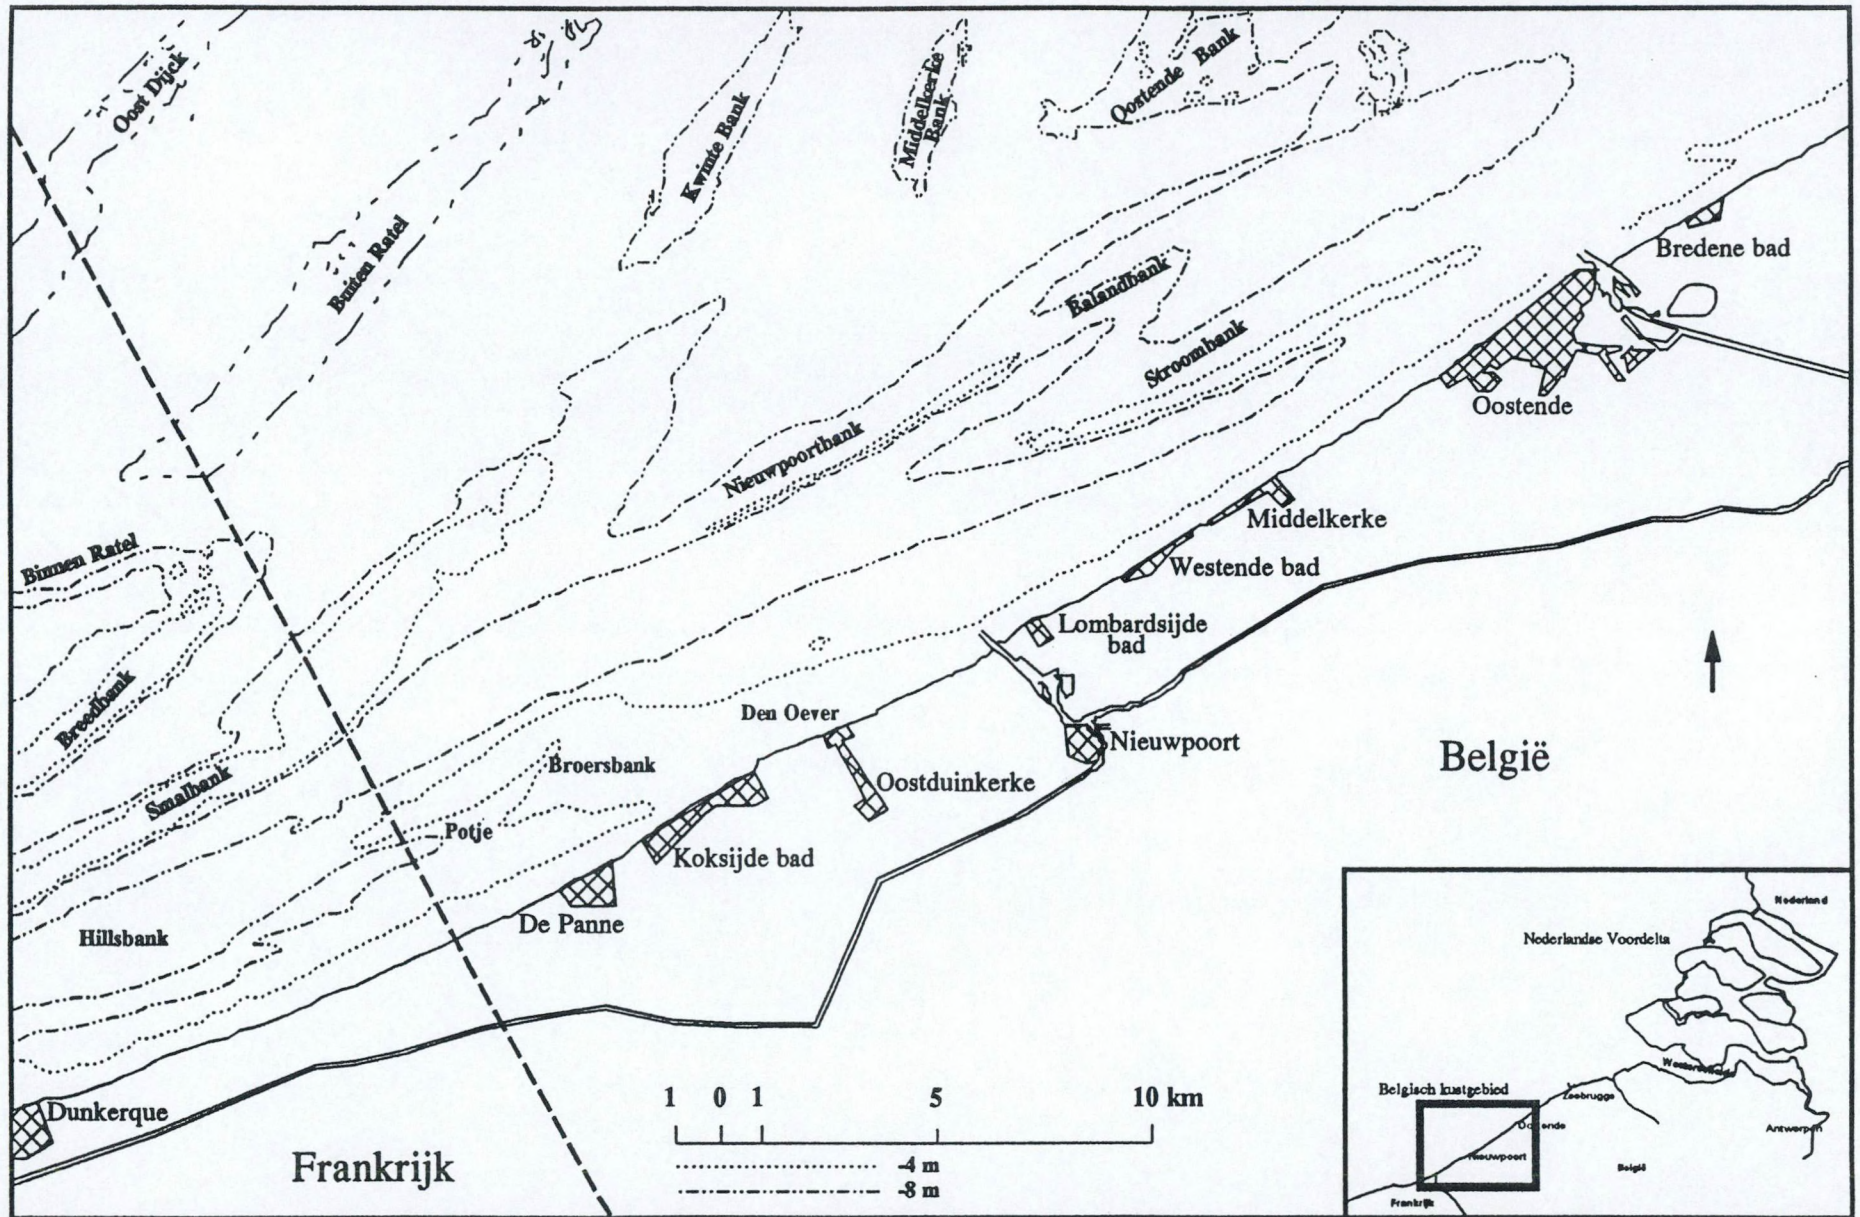 Oost Dijck
Buiten Ratel
Kwinte Bank
Middelkerke
Bank
Oostende Bank
Bredene bad
Balandbank
Stroombank
Oostende
Nieuwpoortbank
Middelkerke
Westende bad
Binnen Ratel
Lombardsijde
bad
Breedbank
Den Oever
Nieuwpoort
België
Smalbank
Broersbank
Oostduinkerke
Potje
Koksijde bad
De Panne
Hillsbank
Dunkerque
Frankrijk
1 0 1 5 10 km
-4 m
-8 m
Nederland
Nederlandse Voordelta
Westerschelde
Belgisch kustgebied
Zeebrugge
Oostende
Antwerpen
Nieuwpoort
België
Frankrijk